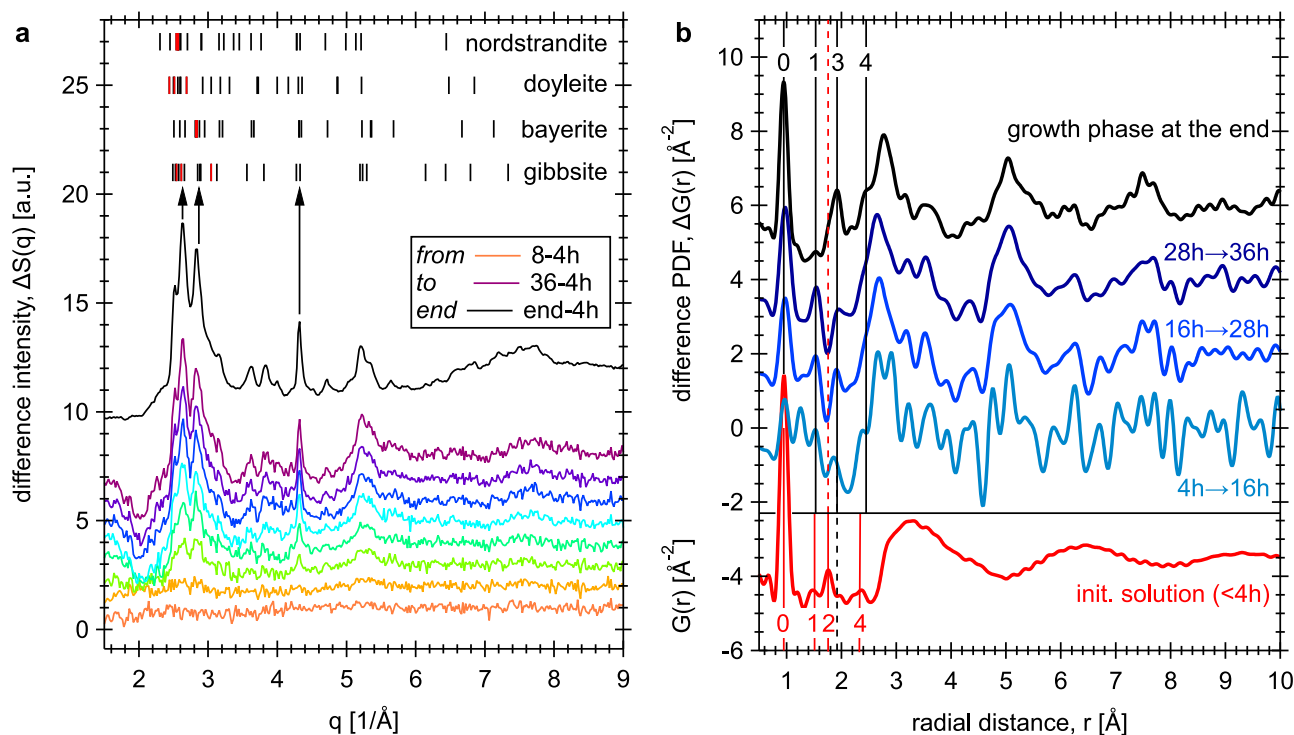 a
difference intensity, ΔS(q) [a.u.]
30
25
20
15
10
5
0
nordstrandite
doyleite
bayerite
gibbsite
from 8-4h
to 36-4h
end end-4h
2 3 4 5 6 7 8 9
q [1/Å]
b
difference PDF, ΔG(r) [Å⁻²]
G(r) [Å⁻²]
10
8
6
4
2
0
-2
-4
-6
0 1 3 4
growth phase at the end
28h→36h
16h→28h
4h→16h
init. solution (<4h)
0 1 2 4
1 2 3 4 5 6 7 8 9 10
radial distance, r [Å]